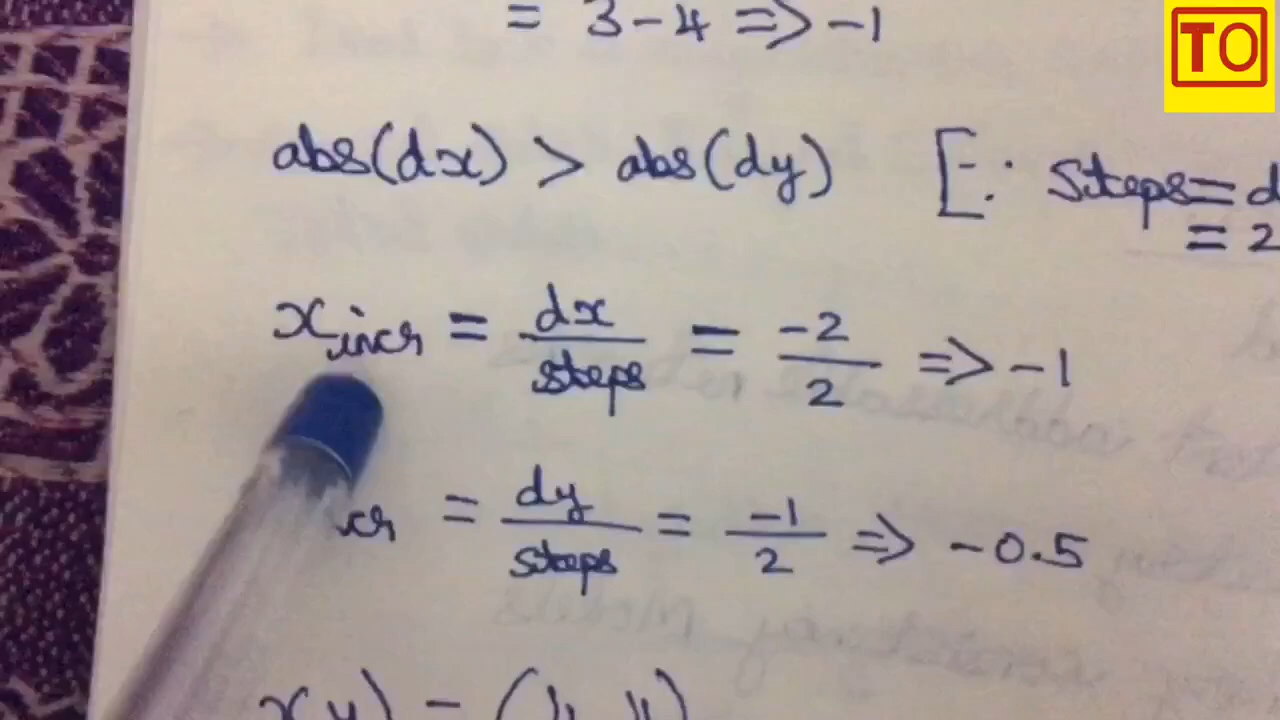 = 3 - 4 => -1
TO
abs(dx) > abs(dy) [∵ steps = d
= 2
x incr = dx/steps = -2/2 => -1
cr = dy/steps = -1/2 => -0.5